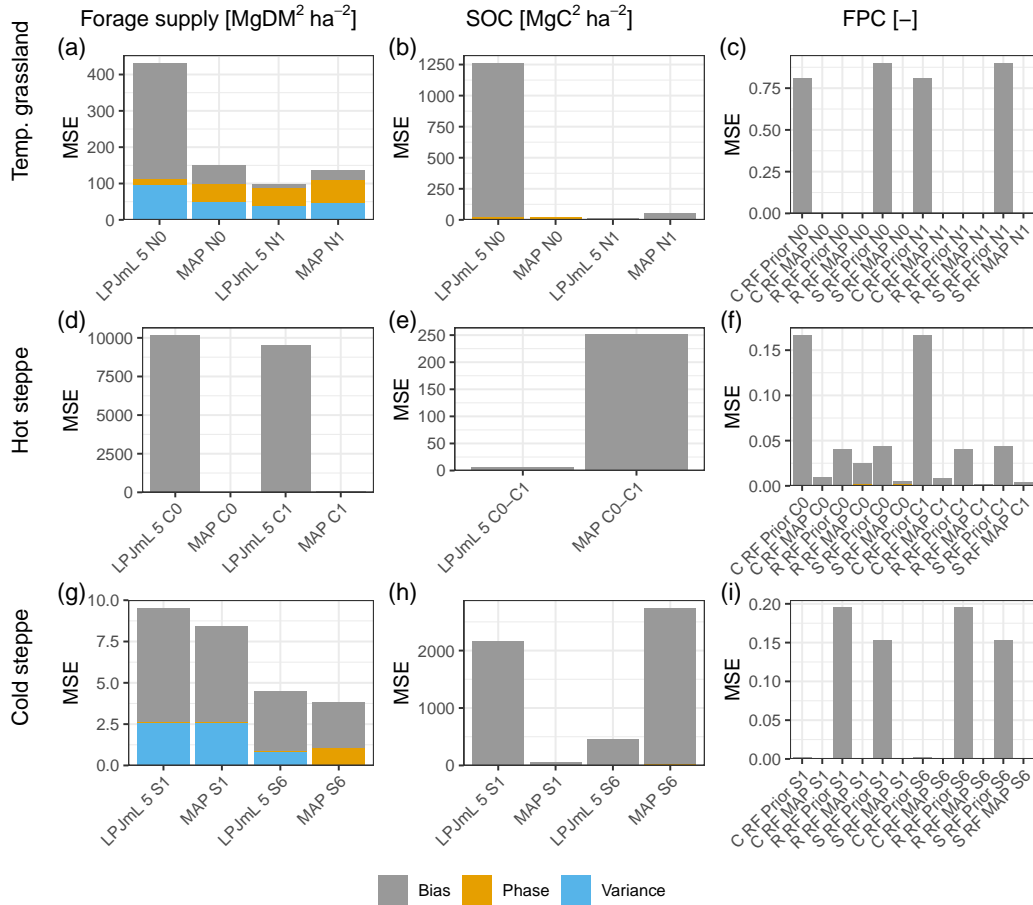 Forage supply [MgDM² ha⁻²]
SOC [MgC² ha⁻²]
FPC [−]
Temp. grassland
(a)
MSE
400
300
200
100
0
LPJmL 5 N0
MAP N0
LPJmL 5 N1
MAP N1
(b)
MSE
1250
1000
750
500
250
0
LPJmL 5 N0
MAP N0
LPJmL 5 N1
MAP N1
(c)
MSE
0.75
0.50
0.25
0.00
C RF Prior N0
C RF MAP N0
R RF Prior N0
R RF MAP N0
S RF Prior N0
S RF MAP N0
C RF Prior N1
C RF MAP N1
R RF Prior N1
R RF MAP N1
S RF Prior N1
S RF MAP N1
Hot steppe
(d)
MSE
10000
7500
5000
2500
0
LPJmL 5 C0
MAP C0
LPJmL 5 C1
MAP C1
(e)
MSE
250
200
150
100
50
0
LPJmL 5 C0−C1
MAP C0−C1
(f)
MSE
0.15
0.10
0.05
0.00
C RF Prior C0
C RF MAP C0
R RF Prior C0
R RF MAP C0
S RF Prior C0
S RF MAP C0
C RF Prior C1
C RF MAP C1
R RF Prior C1
R RF MAP C1
S RF Prior C1
S RF MAP C1
Cold steppe
(g)
MSE
10.0
7.5
5.0
2.5
0.0
LPJmL 5 S1
MAP S1
LPJmL 5 S6
MAP S6
(h)
MSE
2000
1000
0
LPJmL 5 S1
MAP S1
LPJmL 5 S6
MAP S6
(i)
MSE
0.20
0.15
0.10
0.05
0.00
C RF Prior S1
C RF MAP S1
R RF Prior S1
R RF MAP S1
S RF Prior S1
S RF MAP S1
C RF Prior S6
C RF MAP S6
R RF Prior S6
R RF MAP S6
S RF Prior S6
S RF MAP S6
Bias
Phase
Variance